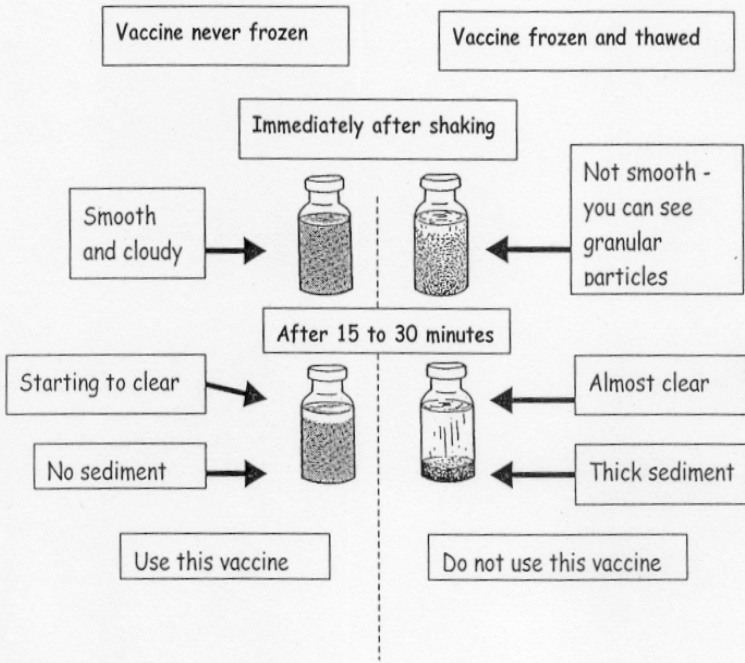 Vaccine never frozen
Vaccine frozen and thawed
Immediately after shaking
Smooth
and cloudy
Not smooth -
you can see
granular
particles
After 15 to 30 minutes
Starting to clear
Almost clear
No sediment
Thick sediment
Use this vaccine
Do not use this vaccine